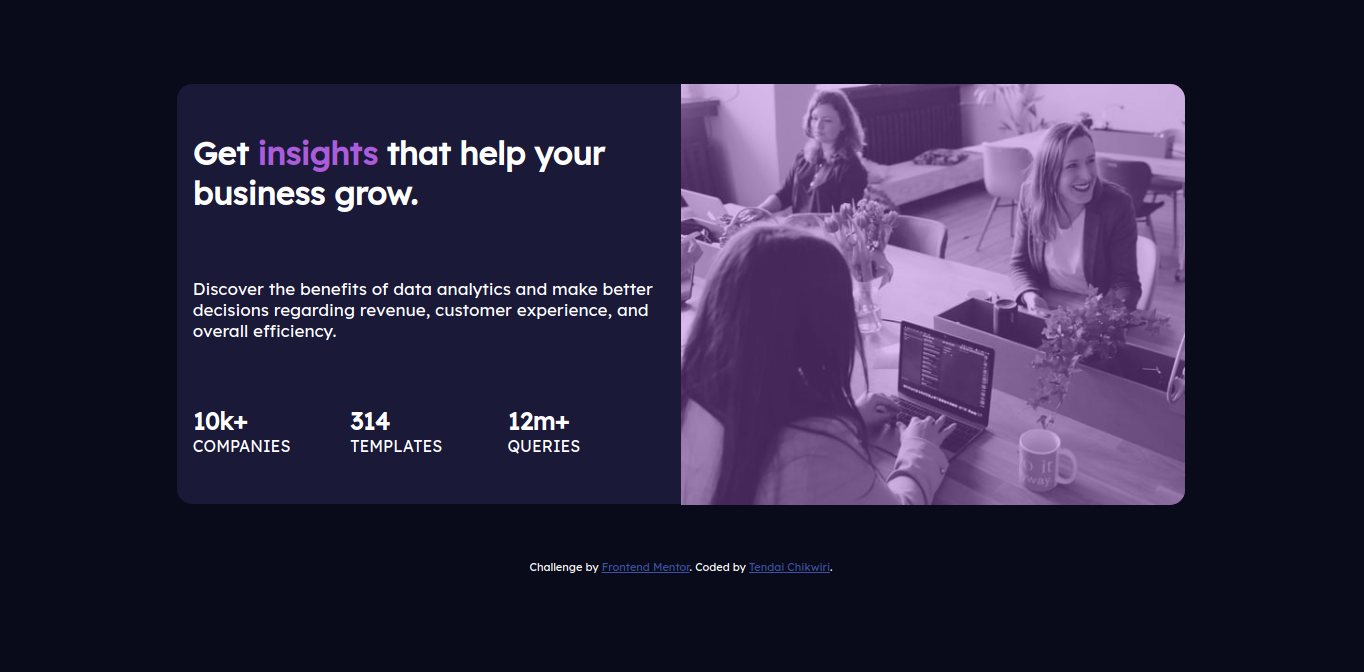 Get insights that help your
business grow.
Discover the benefits of data analytics and make better
decisions regarding revenue, customer experience, and
overall efficiency.
10k+
COMPANIES
314
TEMPLATES
12m+
QUERIES
Challenge by Frontend Mentor. Coded by Tendai Chikwiri.